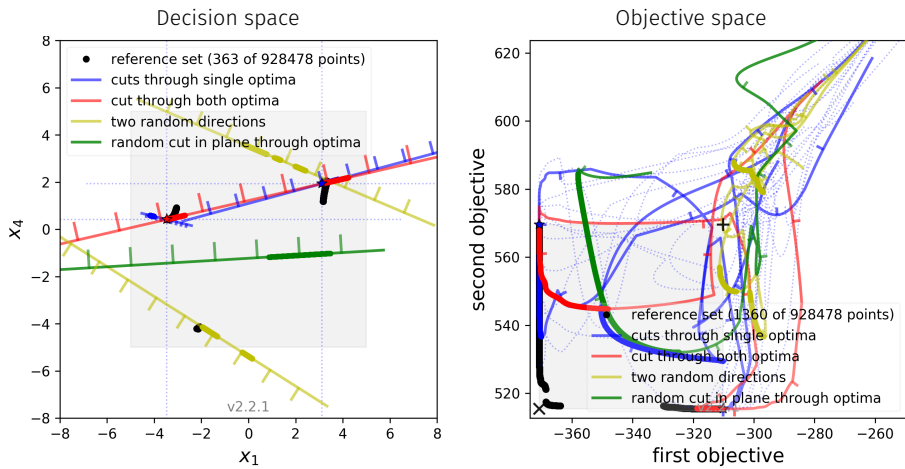 Decision space
Objective space
8
6
4
2
0
−2
−4
−6
−8
x4
reference set (363 of 928478 points)
cuts through single optima
cut through both optima
two random directions
random cut in plane through optima
v2.2.1
−8 −6 −4 −2 0 2 4 6 8
x1
620
600
580
560
540
520
second objective
reference set (1360 of 928478 points)
cuts through single optima
cut through both optima
two random directions
random cut in plane through optima
−360 −340 −320 −300 −280 −260
first objective